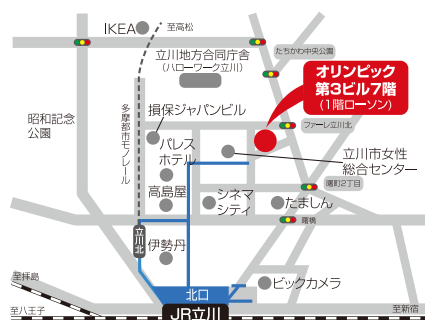 IKEA
至高松
立川地方合同庁舎
(ハローワーク立川)
たちかわ中央公園
オリンピック
第3ビル7階
(1階ローソン)
昭和記念
公園
多摩都市モノレール
損保ジャパンビル
ファーレ立川北
パレス
ホテル
立川市女性
総合センター
高島屋
シネマ
シティ
曙町2丁目
たましん
曙橋
立川北
伊勢丹
至拝島
北口
ビックカメラ
至八王子
JR立川
至新宿